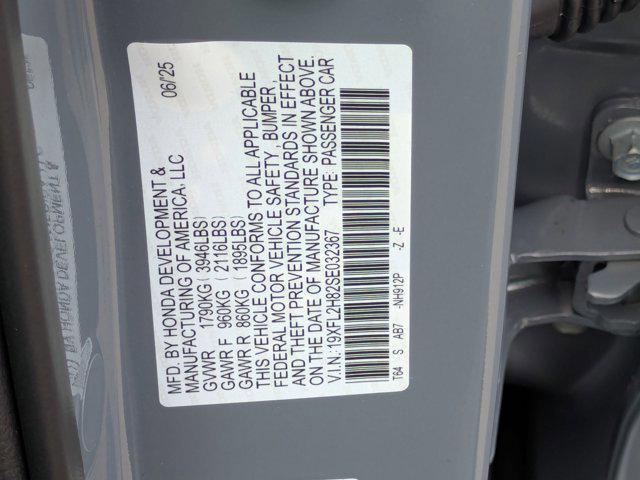 MFD. BY HONDA DEVELOPMENT & 06/25
MANUFACTURING OF AMERICA, LLC
GVWR 1790KG ( 3946LBS)
GAWR F 960KG ( 2116LBS)
GAWR R 860KG ( 1896LBS)
THIS VEHICLE CONFORMS TO ALL APPLICABLE
FEDERAL MOTOR VEHICLE SAFETY, BUMPER,
AND THEFT PREVENTION STANDARDS IN EFFECT
ON THE DATE OF MANUFACTURE SHOWN ABOVE.
V.I.N.: 19XFL2H82SE032367 TYPE: PASSENGER CAR
T64 S AB7 -NH912P -Z -E